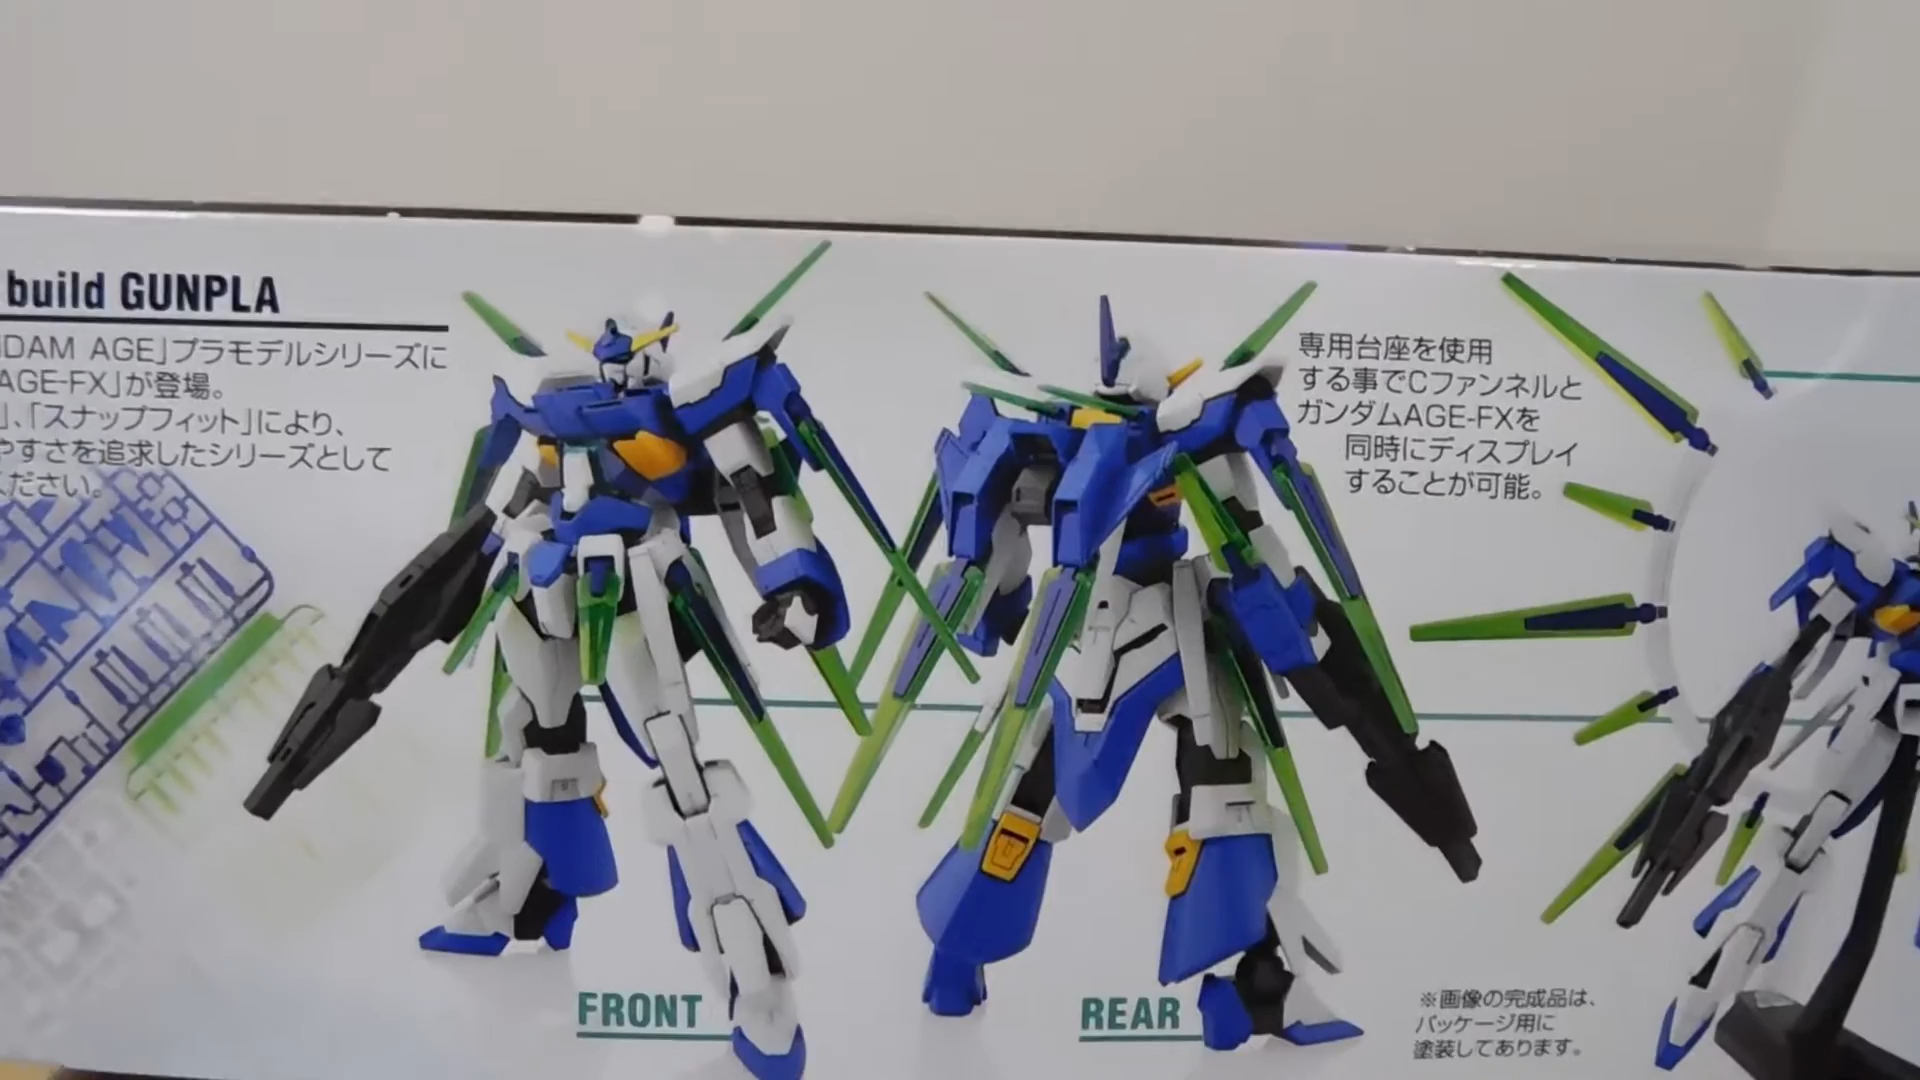 build GUNPLA
DAM AGE」プラモデルシリーズに
AGE-FX」が登場。
」、「スナップフィット」により、
やすさを追求したシリーズとして
ください。
専用台座を使用
する事でCファンネルと
ガンダムAGE-FXを
同時にディスプレイ
することが可能。
FRONT
REAR
※画像の完成品は、
パッケージ用に
塗装してあります。